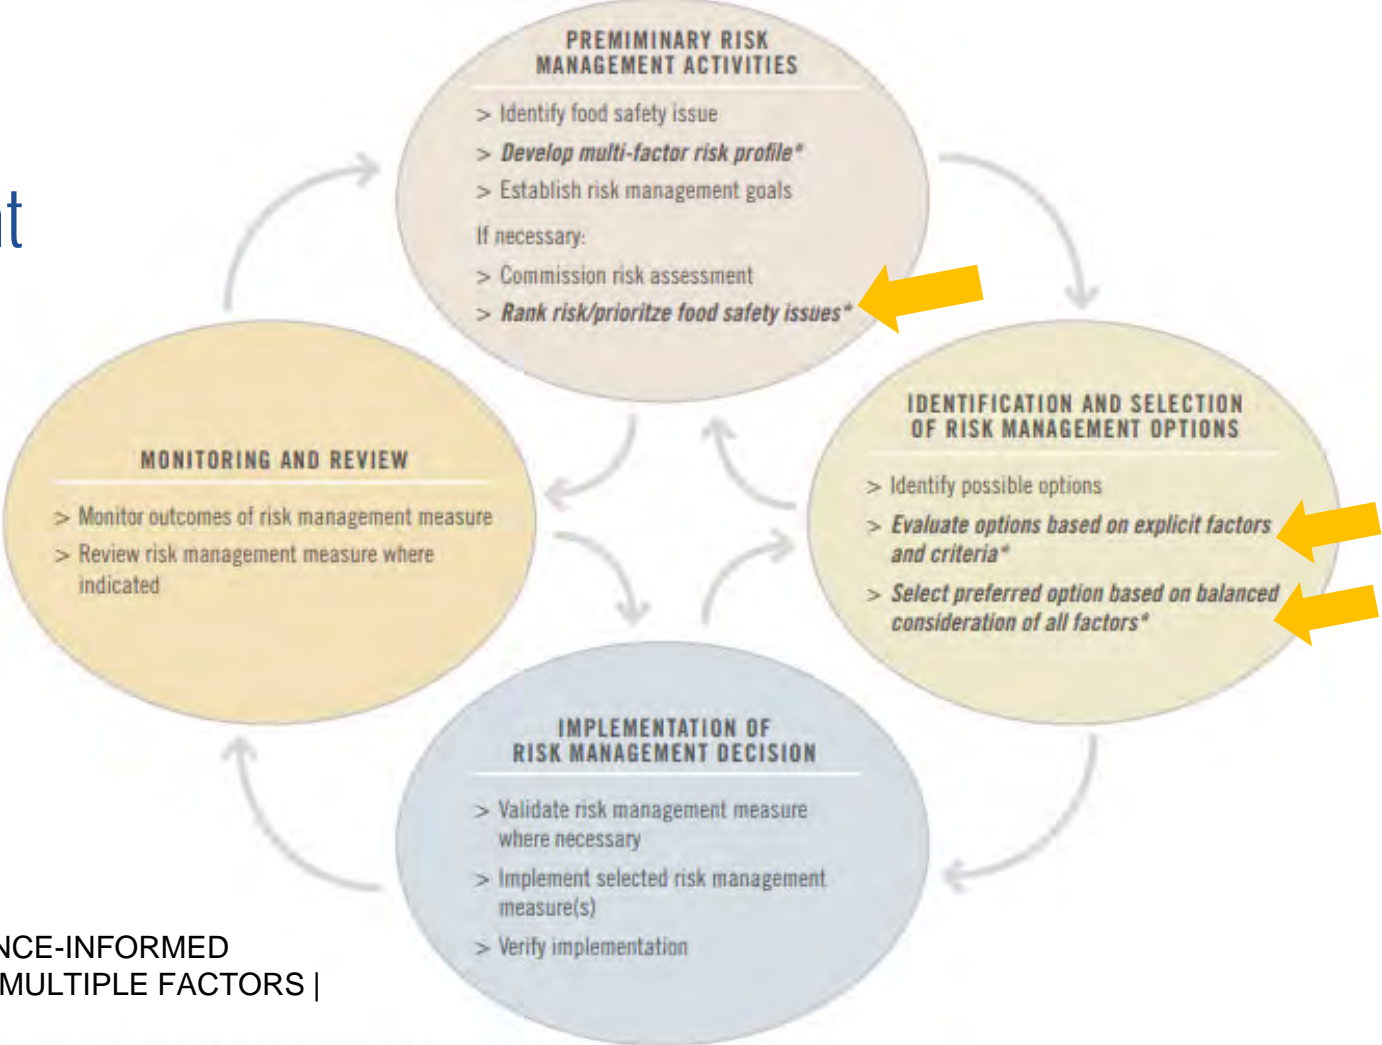 PREMIMINARY RISK
MANAGEMENT ACTIVITIES
> Identify food safety issue
> Develop multi-factor risk profile*
> Establish risk management goals
If necessary:
> Commission risk assessment
> Rank risk/prioritze food safety issues*
nt
IDENTIFICATION AND SELECTION
OF RISK MANAGEMENT OPTIONS
> Identify possible options
> Evaluate options based on explicit factors
and criteria*
> Select preferred option based on balanced
consideration of all factors*
MONITORING AND REVIEW
> Monitor outcomes of risk management measure
> Review risk management measure where
indicated
IMPLEMENTATION OF
RISK MANAGEMENT DECISION
> Validate risk management measure
where necessary
> Implement selected risk management
measure(s)
> Verify implementation
NCE-INFORMED
MULTIPLE FACTORS |